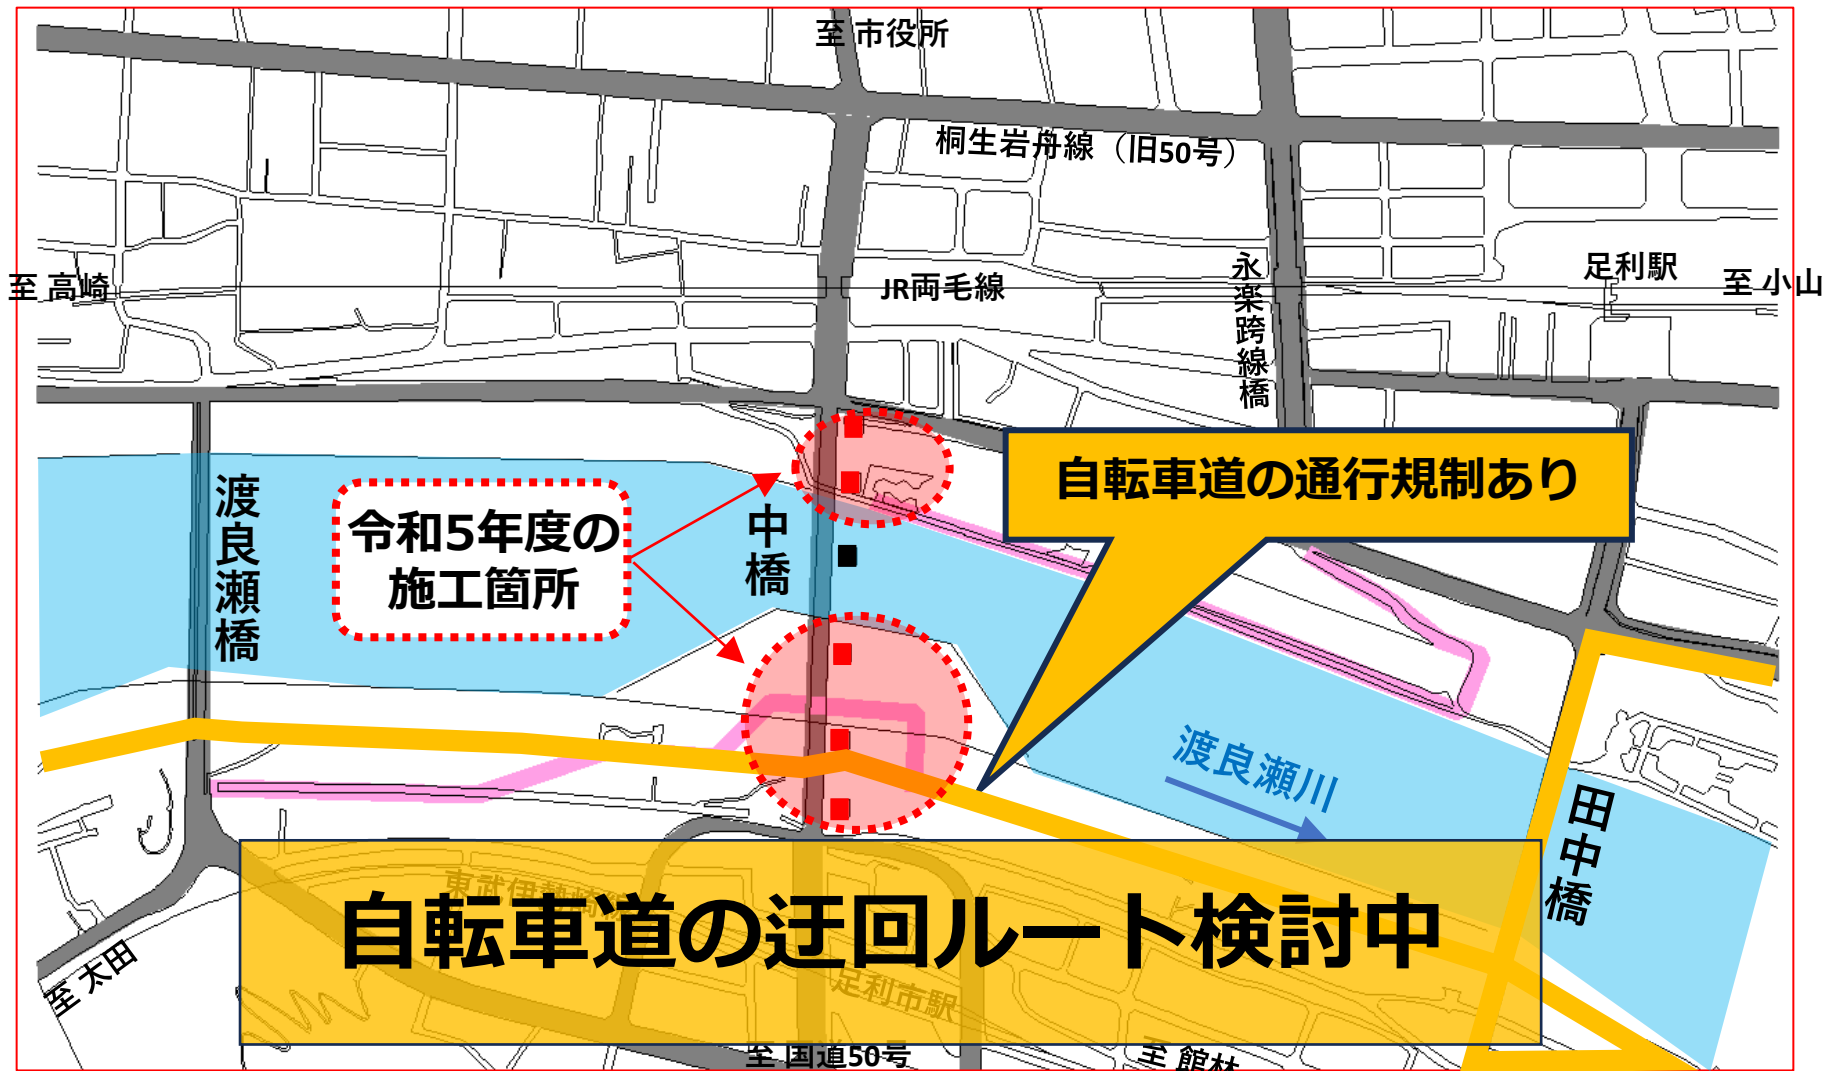 至 市役所
桐生岩舟線（旧50号）
至 高崎
JR両毛線
永楽跨線橋
足利駅
至 小山
自転車道の通行規制あり
渡良瀬橋
令和5年度の
施工箇所
中橋
渡良瀬川
田中橋
東武伊勢崎線
自転車道の迂回ルート検討中
至 太田
足利市駅
至 国道50号
至 館林